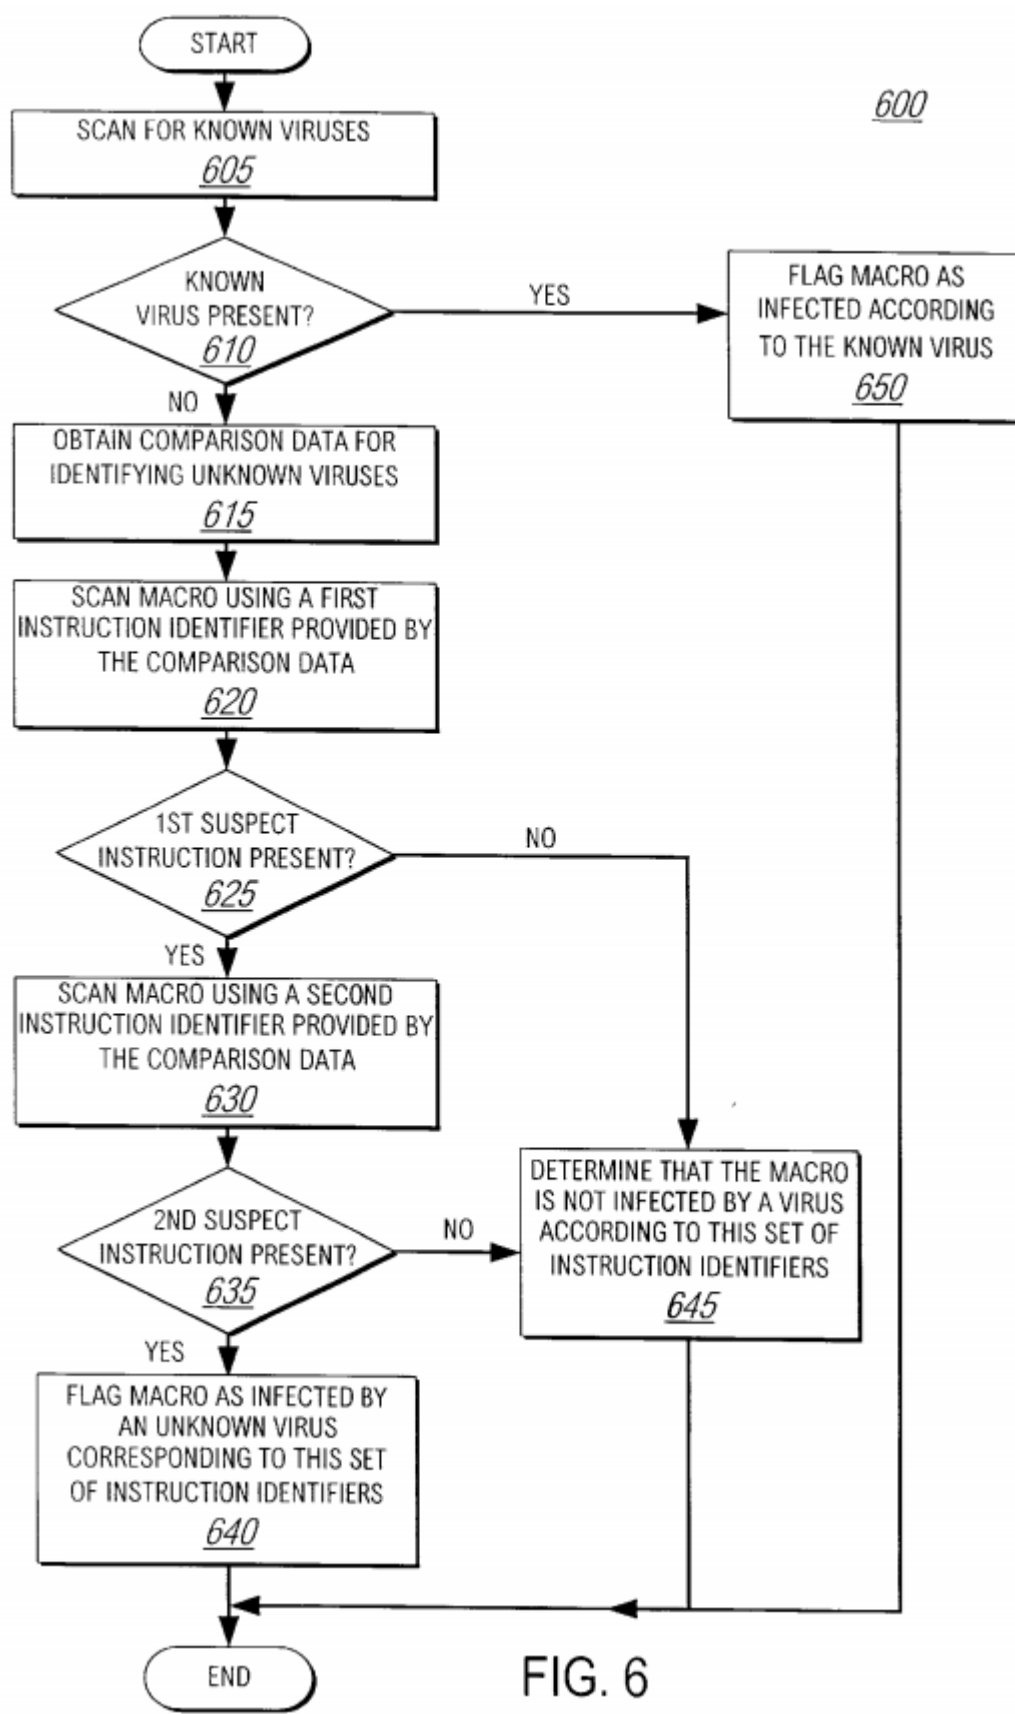 START
600
SCAN FOR KNOWN VIRUSES
605
KNOWN
VIRUS PRESENT?
610
YES
FLAG MACRO AS
INFECTED ACCORDING
TO THE KNOWN VIRUS
650
NO
OBTAIN COMPARISON DATA FOR
IDENTIFYING UNKNOWN VIRUSES
615
SCAN MACRO USING A FIRST
INSTRUCTION IDENTIFIER PROVIDED BY
THE COMPARISON DATA
620
1ST SUSPECT
INSTRUCTION PRESENT?
625
NO
YES
SCAN MACRO USING A SECOND
INSTRUCTION IDENTIFIER PROVIDED BY
THE COMPARISON DATA
630
2ND SUSPECT
INSTRUCTION PRESENT?
635
NO
DETERMINE THAT THE MACRO
IS NOT INFECTED BY A VIRUS
ACCORDING TO THIS SET OF
INSTRUCTION IDENTIFIERS
645
YES
FLAG MACRO AS INFECTED BY
AN UNKNOWN VIRUS
CORRESPONDING TO THIS SET
OF INSTRUCTION IDENTIFIERS
640
END
FIG. 6